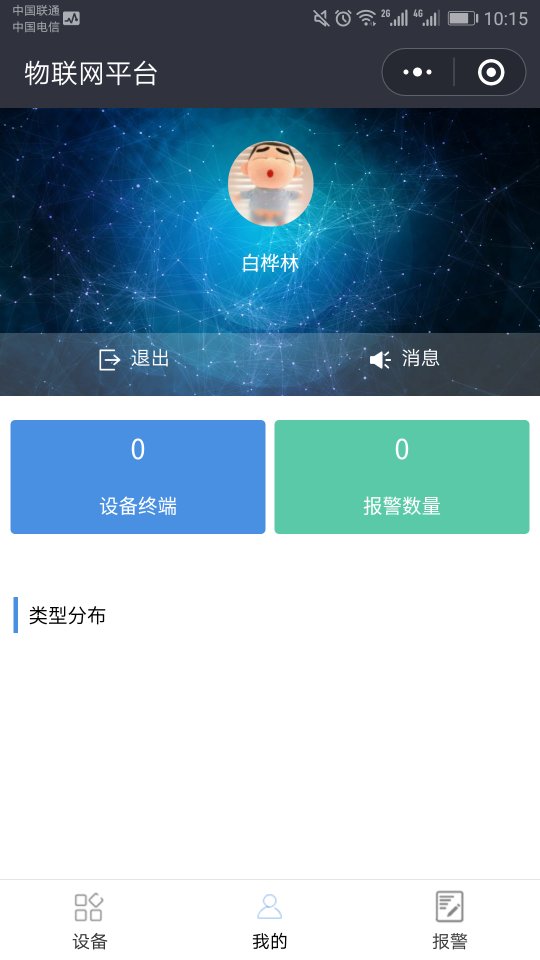 中国联通
中国电信
2G 4G 10:15
物联网平台
白桦林
退出 消息
0 0
设备终端 报警数量
类型分布
设备 我的 报警